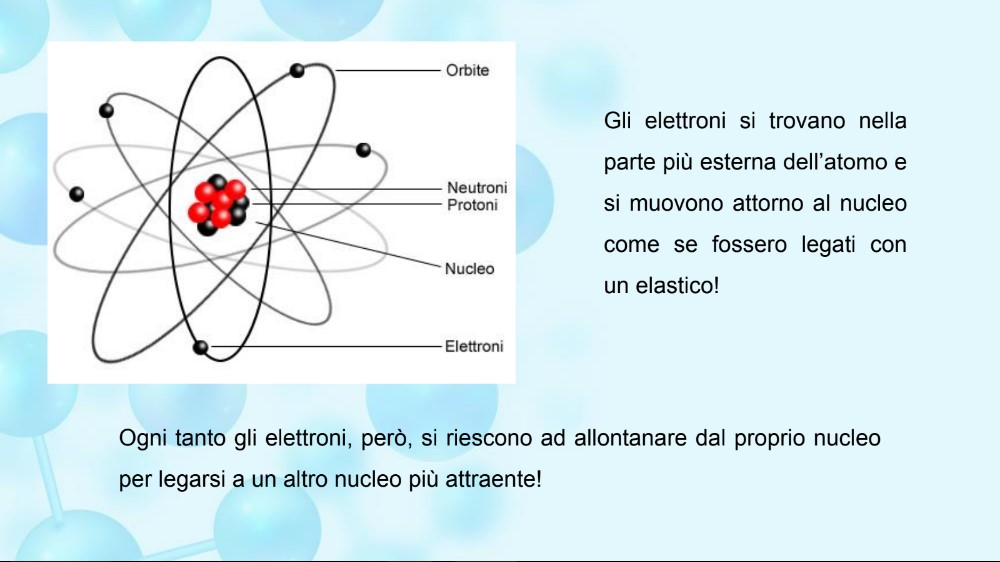 Orbite
Neutroni
Protoni
Nucleo
Elettroni
Gli elettroni si trovano nella
parte più esterna dell’atomo e
si muovono attorno al nucleo
come se fossero legati con
un elastico!
Ogni tanto gli elettroni, però, si riescono ad allontanare dal proprio nucleo
per legarsi a un altro nucleo più attraente!